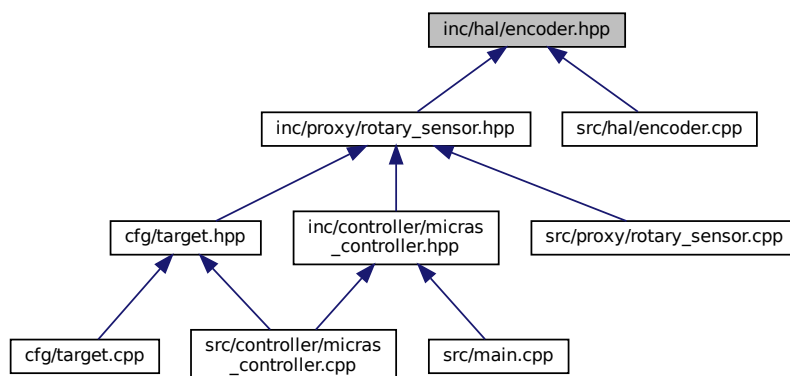 inc/hal/encoder.hpp
inc/proxy/rotary_sensor.hpp
src/hal/encoder.cpp
cfg/target.hpp
inc/controller/micras
_controller.hpp
src/proxy/rotary_sensor.cpp
cfg/target.cpp
src/controller/micras
_controller.cpp
src/main.cpp